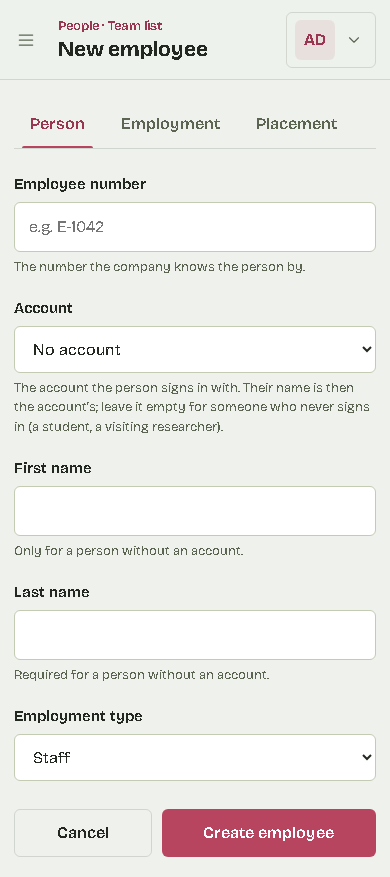 People · Team list
New employee
AD
Person Employment Placement
Employee number
e.g. E-1042
The number the company knows the person by.
Account
No account
The account the person signs in with. Their name is then
the account's; leave it empty for someone who never signs
in (a student, a visiting researcher).
First name
Only for a person without an account.
Last name
Required for a person without an account.
Employment type
Staff
Cancel Create employee